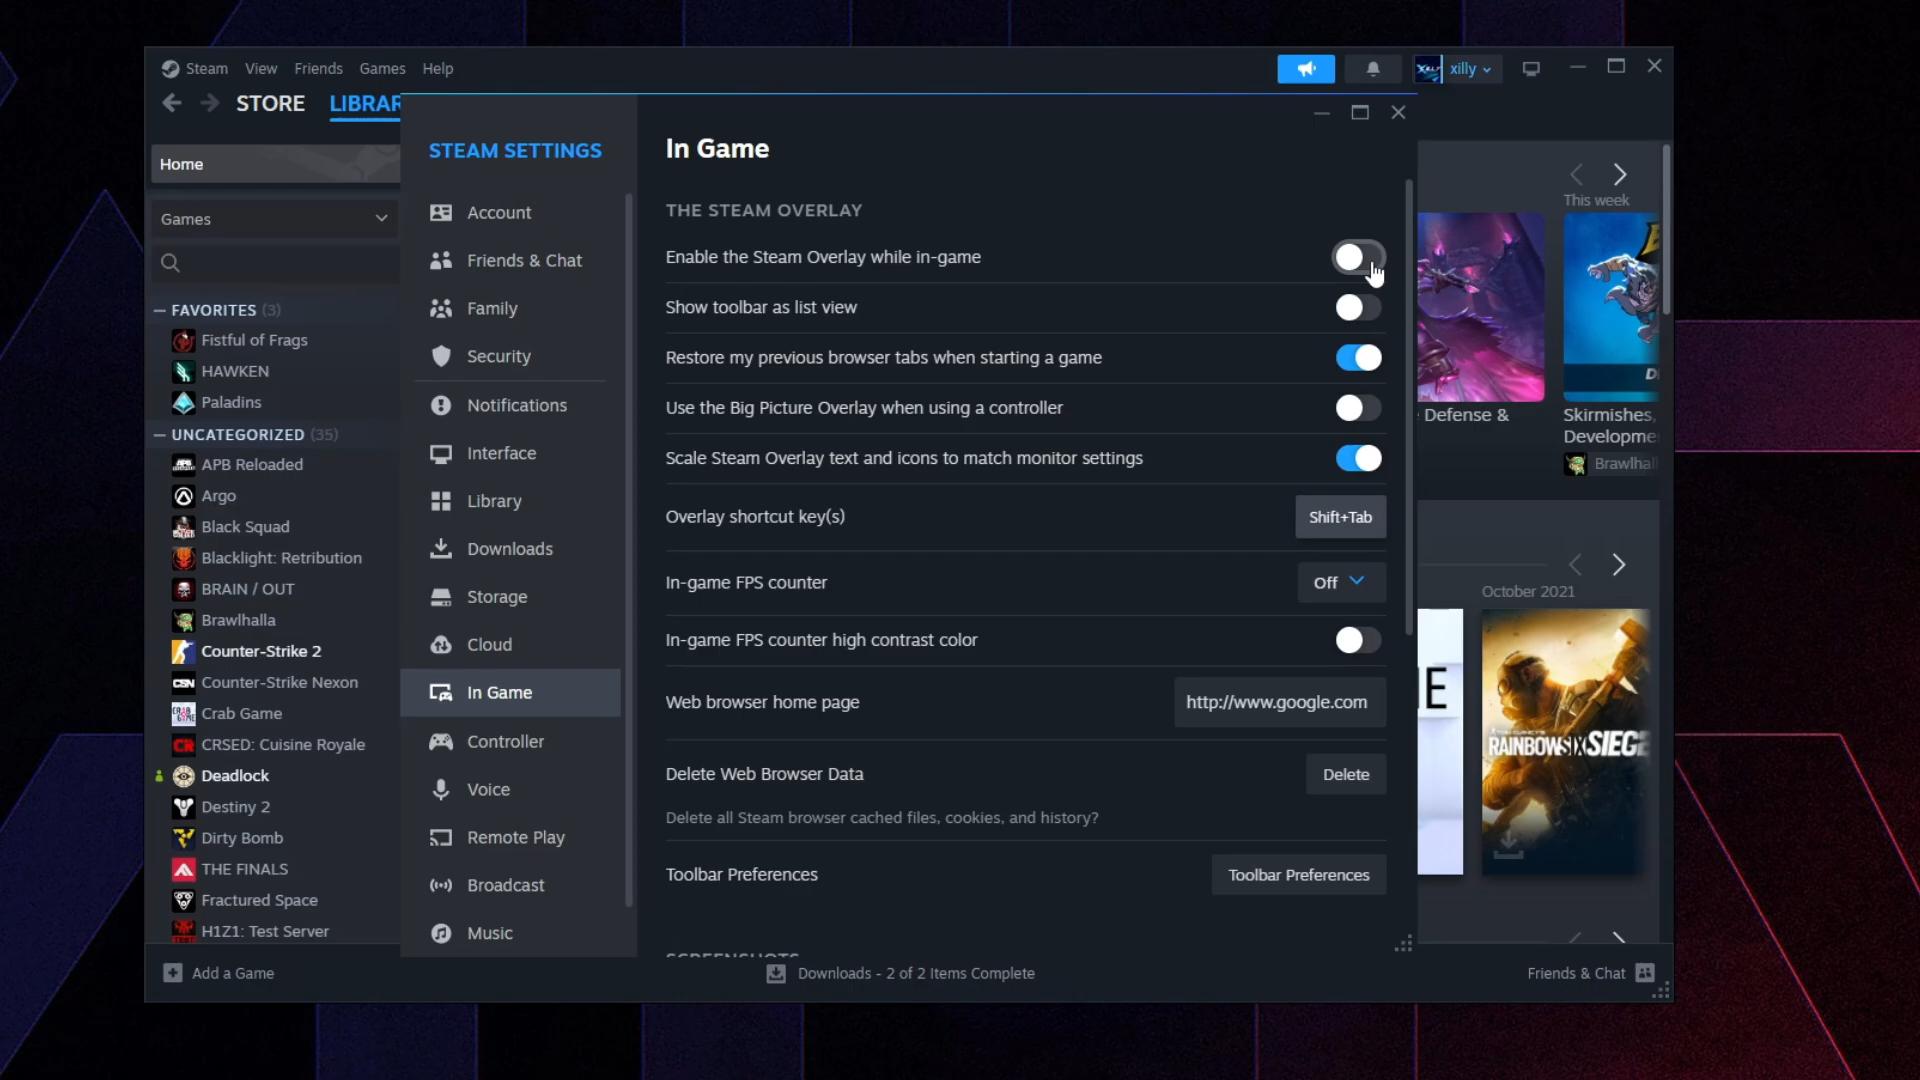 Steam View Friends Games Help
xilly
STORE LIBRAR
Home
Games
FAVORITES (3)
Fistful of Frags
HAWKEN
Paladins
UNCATEGORIZED (35)
APB Reloaded
Argo
Black Squad
Blacklight: Retribution
BRAIN / OUT
Brawlhalla
Counter-Strike 2
Counter-Strike Nexon
Crab Game
CRSED: Cuisine Royale
Deadlock
Destiny 2
Dirty Bomb
THE FINALS
Fractured Space
H1Z1: Test Server
STEAM SETTINGS
Account
Friends & Chat
Family
Security
Notifications
Interface
Library
Downloads
Storage
Cloud
In Game
Controller
Voice
Remote Play
Broadcast
Music
In Game
THE STEAM OVERLAY
Enable the Steam Overlay while in-game
Show toolbar as list view
Restore my previous browser tabs when starting a game
Use the Big Picture Overlay when using a controller
Scale Steam Overlay text and icons to match monitor settings
Overlay shortcut key(s) Shift+Tab
In-game FPS counter Off
In-game FPS counter high contrast color
Web browser home page http://www.google.com
Delete Web Browser Data Delete
Delete all Steam browser cached files, cookies, and history?
Toolbar Preferences Toolbar Preferences
SCREENSHOTS
This week
Defense &
Skirmishes,
Developme
Brawlhal
October 2021
E
RAINBOWSIX SIEGE
Add a Game
Downloads - 2 of 2 Items Complete
Friends & Chat